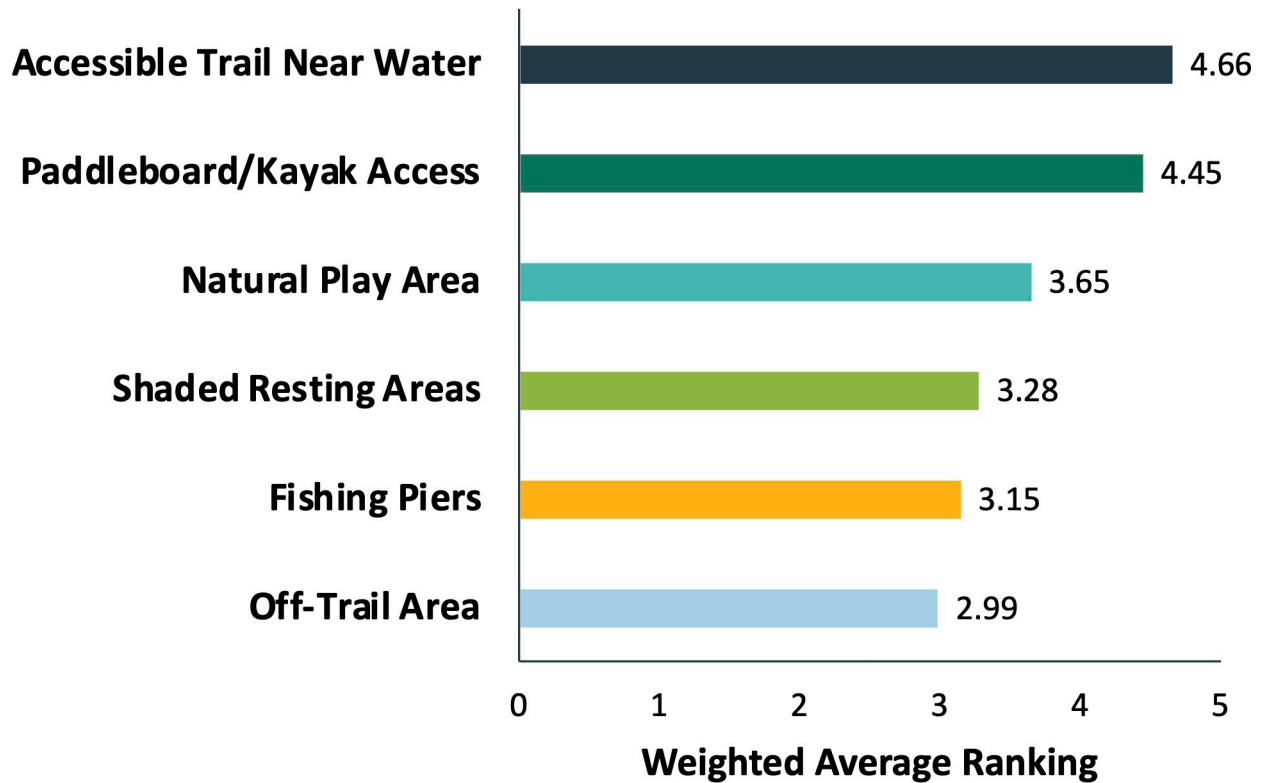 Accessible Trail Near Water 4.66
Paddleboard/Kayak Access 4.45
Natural Play Area 3.65
Shaded Resting Areas 3.28
Fishing Piers 3.15
Off-Trail Area 2.99
0 1 2 3 4 5
Weighted Average Ranking